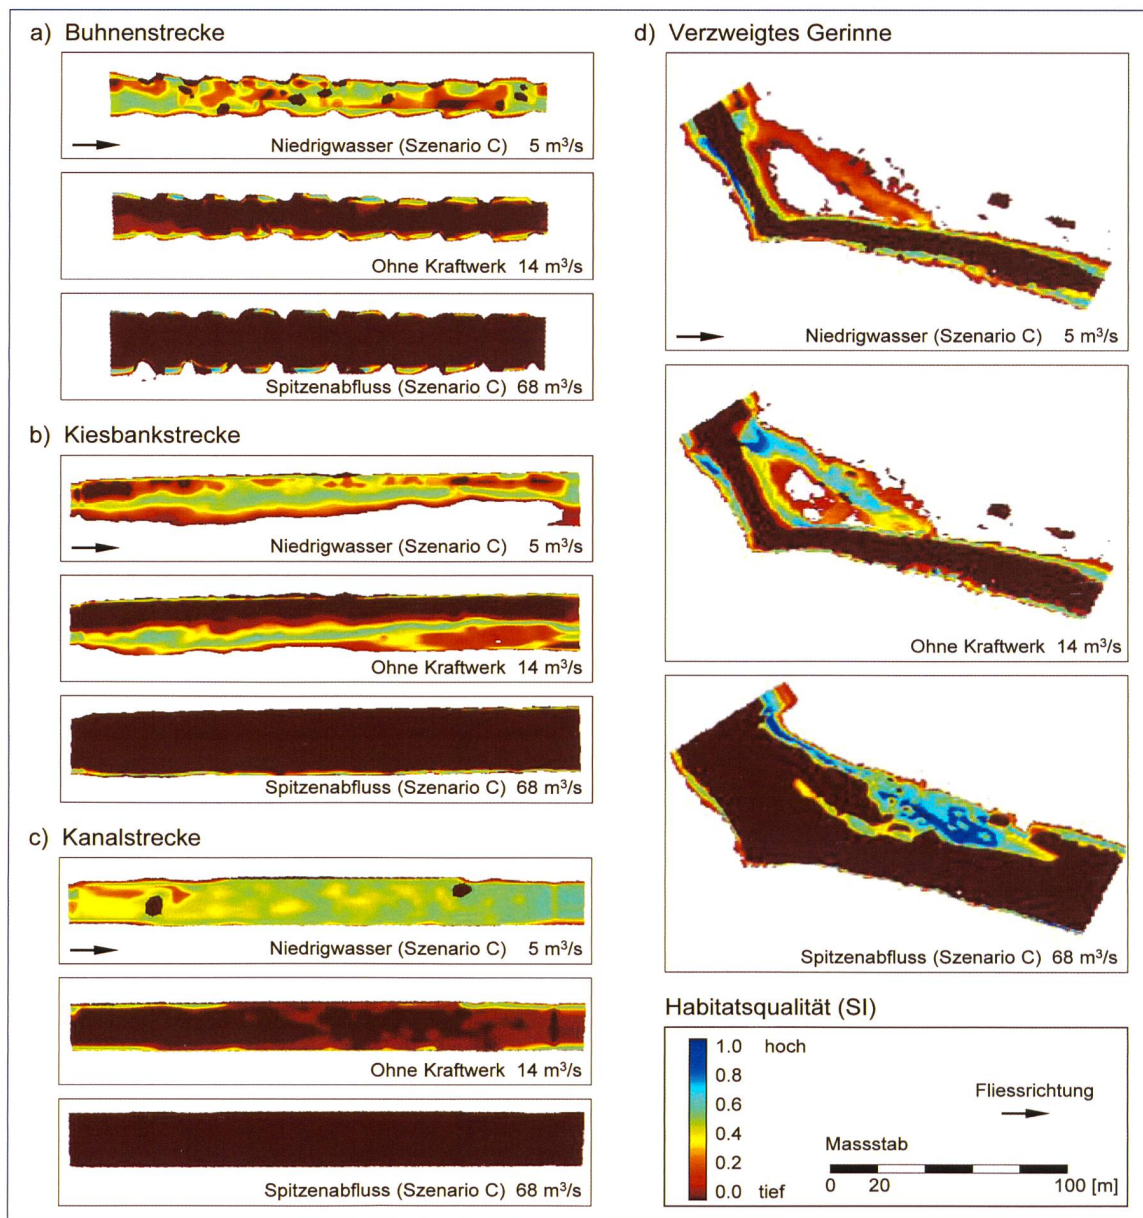 a) Buhnenstrecke
Niedrigwasser (Szenario C) 5 m³/s
Ohne Kraftwerk 14 m³/s
Spitzenabfluss (Szenario C) 68 m³/s
b) Kiesbankstrecke
Niedrigwasser (Szenario C) 5 m³/s
Ohne Kraftwerk 14 m³/s
Spitzenabfluss (Szenario C) 68 m³/s
c) Kanalstrecke
Niedrigwasser (Szenario C) 5 m³/s
Ohne Kraftwerk 14 m³/s
Spitzenabfluss (Szenario C) 68 m³/s
d) Verzweigtes Gerinne
Niedrigwasser (Szenario C) 5 m³/s
Ohne Kraftwerk 14 m³/s
Spitzenabfluss (Szenario C) 68 m³/s
Habitatsqualität (SI)
1.0 hoch
0.8
0.6
0.4
0.2
0.0 tief
Fliessrichtung
Massstab
0 20 100 [m]